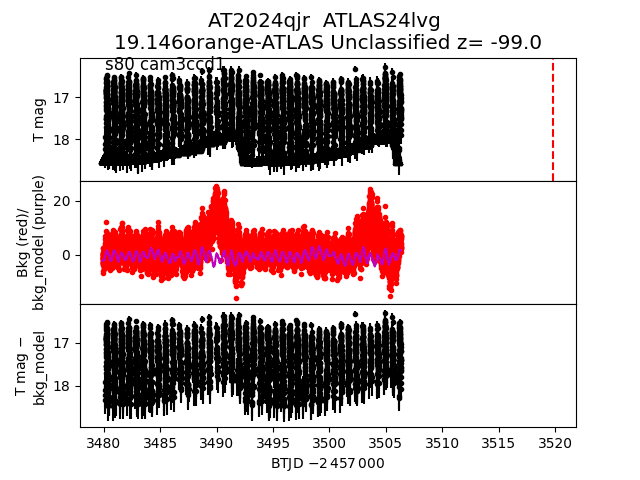 AT2024qjr  ATLAS24lvg
19.146orange-ATLAS Unclassified z= -99.0
s80 cam3ccd1
T mag
17
18
Bkg (red)/
bkg_model (purple)
20
0
T mag −
bkg_model
17
18
3480 3485 3490 3495 3500 3505 3510 3515 3520
BTJD −2 457 000